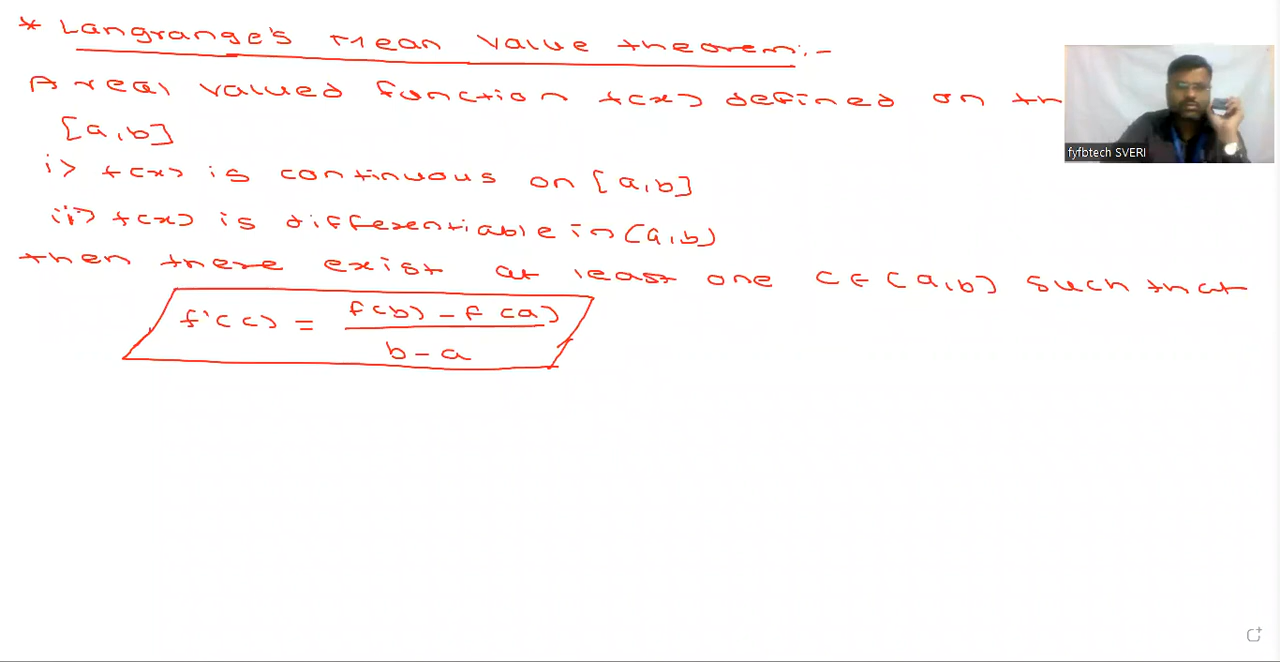 * Langrange's Mean value theorem:-
A real valued function f(x) defined on th
[a,b]
i> f(x) is continuous on [a,b]
ii> f(x) is differentiable in (a,b)
then there exist at least one c ∈ (a,b) such that
f'(c) = f(b) - f(a)
b - a
fyfbtech SVERI